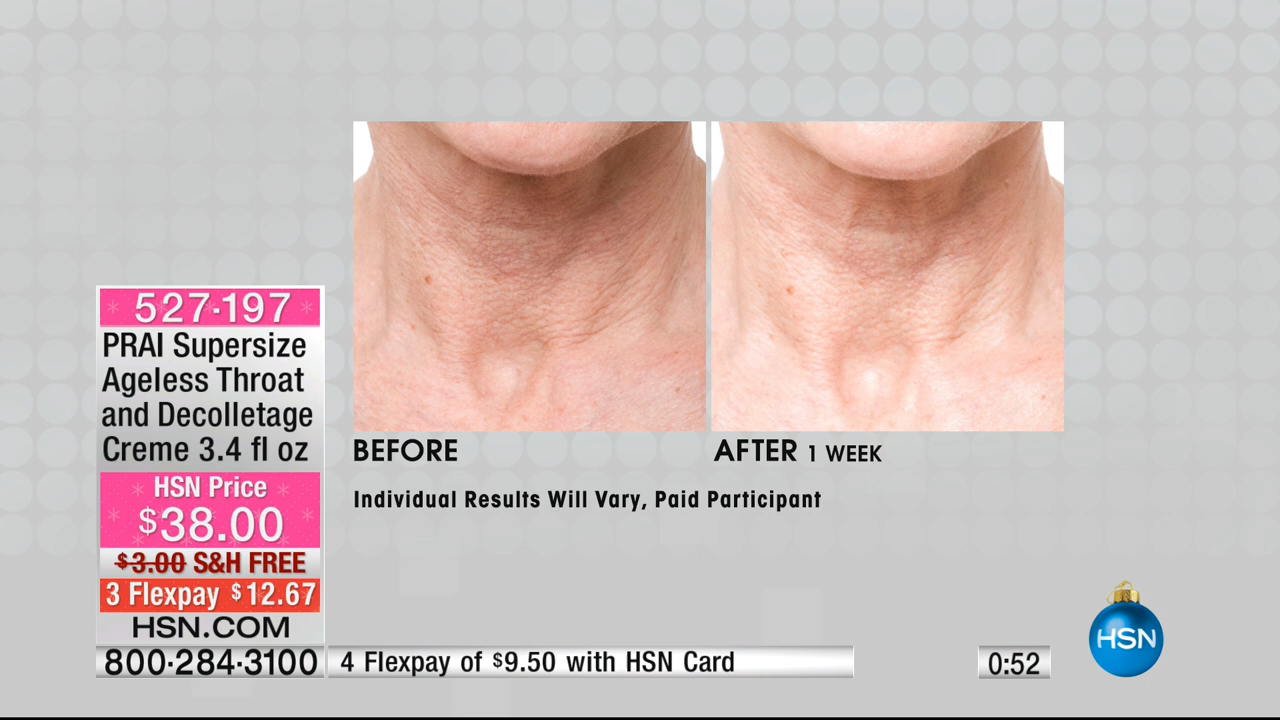 527-197
PRAI Supersize
Ageless Throat
and Decolletage
Creme 3.4 fl oz
HSN Price
$38.00
$3.00 S&H FREE
3 Flexpay $12.67
HSN.COM
800-284-3100
BEFORE
AFTER 1 WEEK
Individual Results Will Vary, Paid Participant
4 Flexpay of $9.50 with HSN Card
0:52
HSN